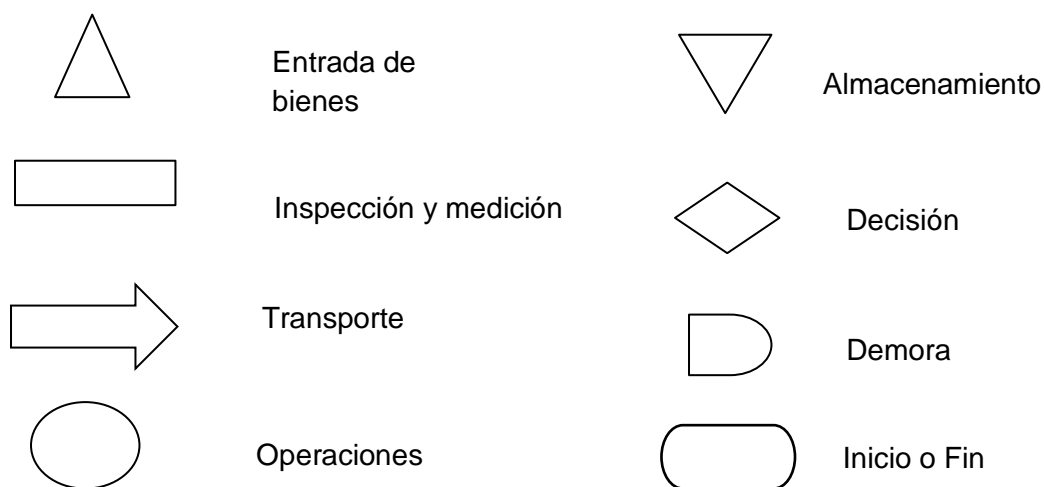 Entrada de
bienes
Almacenamiento
Inspección y medición
Decisión
Transporte
Demora
Operaciones
Inicio o Fin